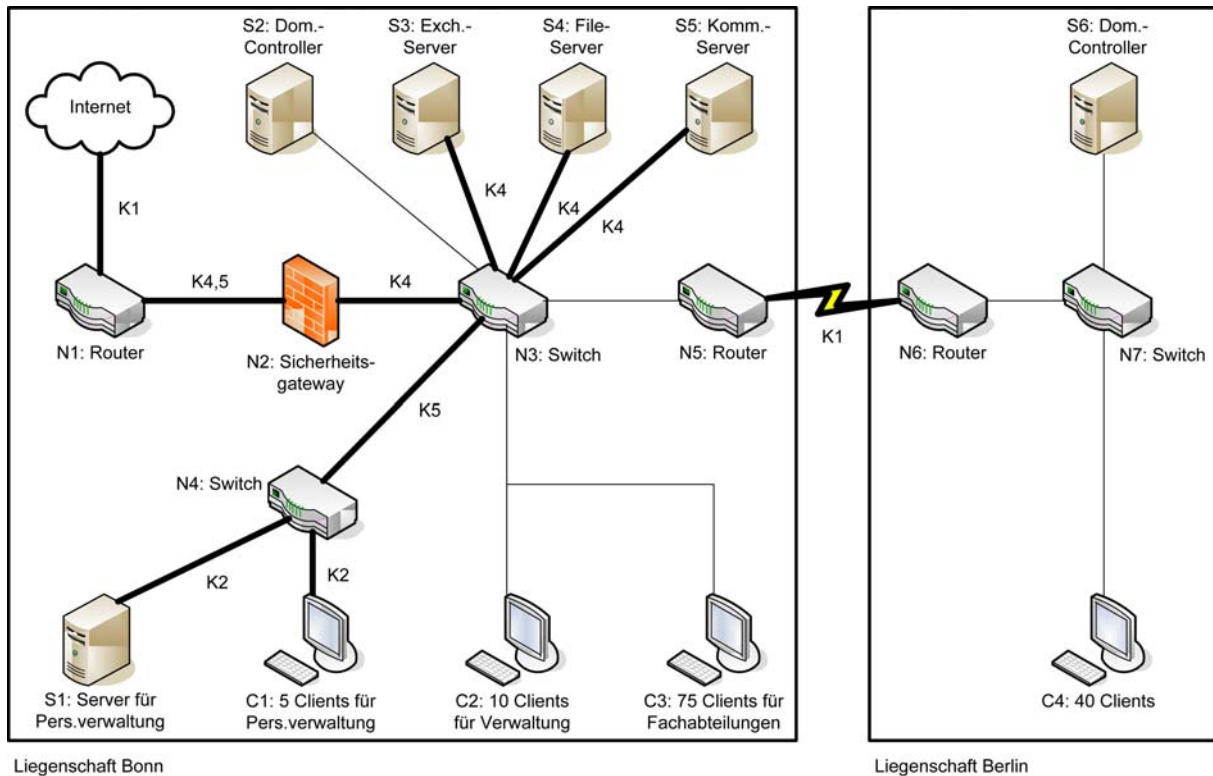 S2: Dom.-
Controller
S3: Exch.-
Server
S4: File-
Server
S5: Komm.-
Server
S6: Dom.-
Controller
Internet
K1
K4
K4
K4
K4,5
K4
N1: Router
N2: Sicherheits-
gateway
N3: Switch
N5: Router
K1
N6: Router
N7: Switch
K5
N4: Switch
K2
K2
S1: Server für
Pers.verwaltung
C1: 5 Clients für
Pers.verwaltung
C2: 10 Clients
für Verwaltung
C3: 75 Clients für
Fachabteilungen
C4: 40 Clients
Liegenschaft Bonn
Liegenschaft Berlin